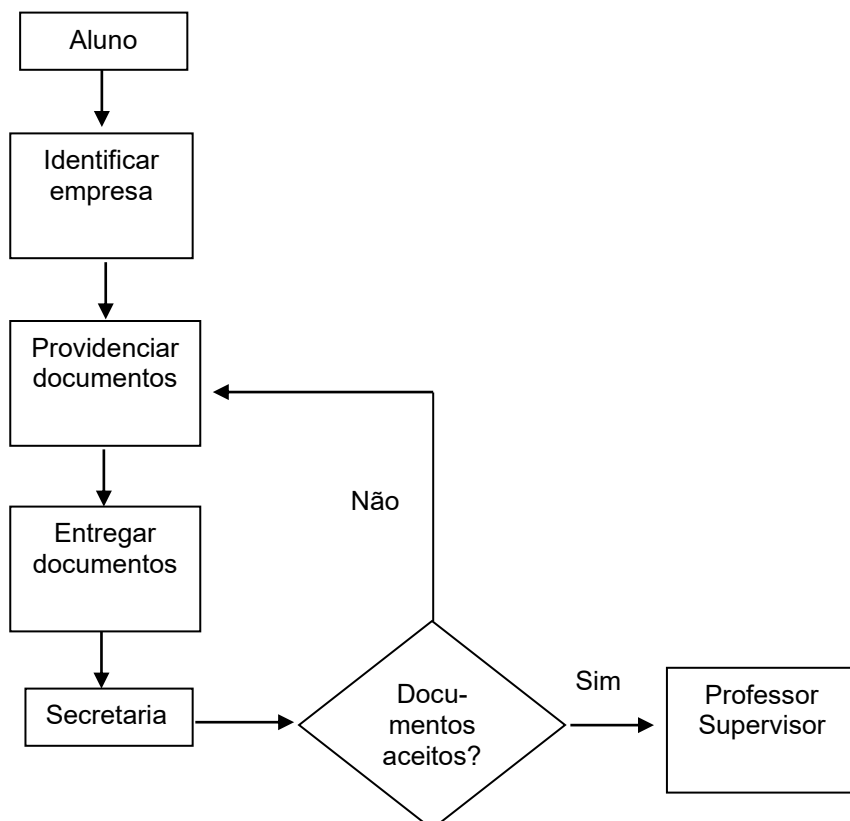 Aluno
Identificar
empresa
Providenciar
documentos
Não
Entregar
documentos
Secretaria
Docu-
mentos
aceitos?
Sim
Professor
Supervisor